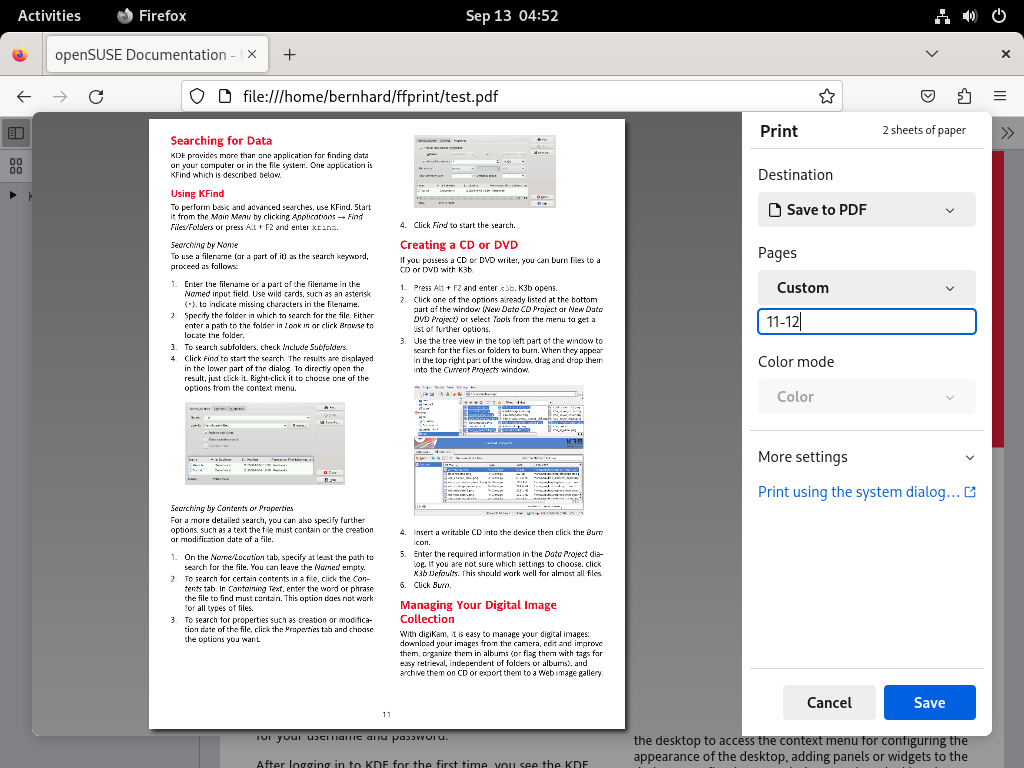 Activities
Firefox
Sep 13 04:52
openSUSE Documentation –
file:///home/bernhard/ffprint/test.pdf
Searching for Data
KDE provides more than one application for finding data
on your computer or in the file system. One application is
KFind which is described below.
Using KFind
To perform basic and advanced searches, use KFind. Start
it from the Main Menu by clicking Applications → Find
Files/Folders or press Alt + F2 and enter kfind.
Searching by Name
To use a filename (or a part of it) as the search keyword,
proceed as follows:
1. Enter the filename or a part of the filename in the
Named input field. Use wild cards, such as an asterisk
(*), to indicate missing characters in the filename.
2. Specify the folder in which to search for the file. Either
enter a path to the folder in Look in or click Browse to
locate the folder.
3. To search subfolders, check Include Subfolders.
4. Click Find to start the search. The results are displayed
in the lower part of the dialog. To directly open the
result, just click it. Right-click it to choose one of the
options from the context menu.
Searching by Contents or Properties
For a more detailed search, you can also specify further
options, such as a text the file must contain or the creation
or modification date of a file.
1. On the Name/Location tab, specify at least the path to
search for the file. You can leave the Named empty.
2. To search for certain contents in a file, click the Con-
tents tab. In Containing Text, enter the word or phrase
the file to find must contain. This option does not work
for all types of files.
3. To search for properties such as creation or modifica-
tion date of the file, click the Properties tab and choose
the options you want.
4. Click Find to start the search.
Creating a CD or DVD
If you possess a CD or DVD writer, you can burn files to a
CD or DVD with K3b.
1. Press Alt + F2 and enter k3b. K3b opens.
2. Click one of the options already listed at the bottom
part of the window (New Data CD Project or New Data
DVD Project) or select Tools from the menu to get a
list of further options.
3. Use the tree view in the top left part of the window to
search for the files or folders to burn. When they appear
in the top right part of the window, drag and drop them
into the Current Projects window.
4. Insert a writable CD into the device then click the Burn
icon.
5. Enter the required information in the Data Project dia-
log. If you are not sure which settings to choose, click
K3b Defaults. This should work well for almost all files.
6. Click Burn.
Managing Your Digital Image
Collection
With digiKam, it is easy to manage your digital images:
download your images from the camera, edit and improve
them, organize them in albums (or flag them with tags for
easy retrieval, independent of folders or albums), and
archive them on CD or export them to a Web image gallery.
11
Print
2 sheets of paper
Destination
Save to PDF
Pages
Custom
11-12
Color mode
Color
More settings
Print using the system dialog…
Cancel
Save
for your username and password.
After logging in to KDE for the first time, you see the KDE
the desktop to access the context menu for configuring the
appearance of the desktop, adding panels or widgets to the